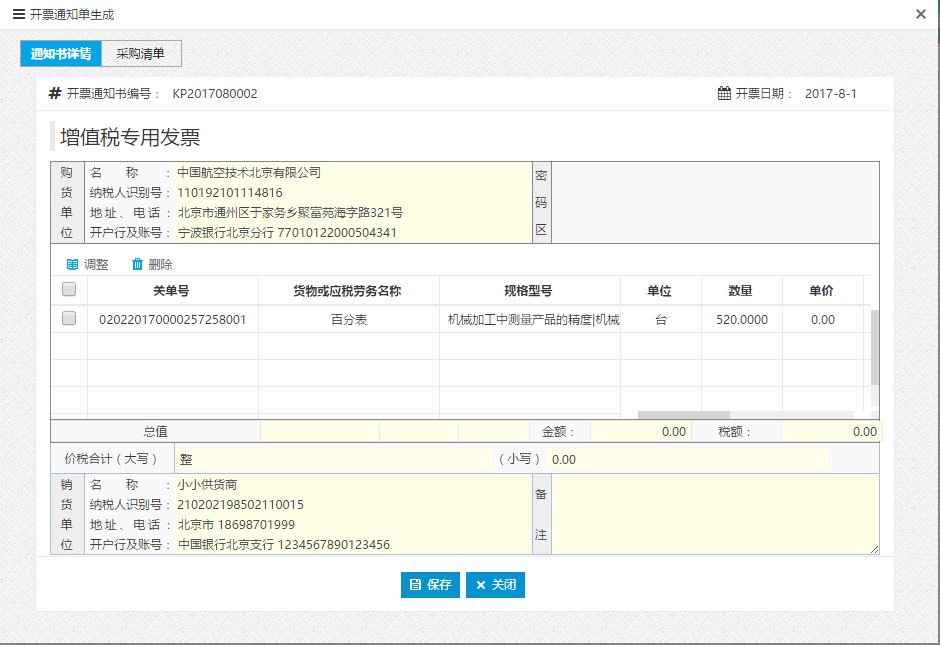 开票通知单生成
通知书详情 采购清单
开票通知书编号： KP2017080002 开票日期： 2017-8-1
增值税专用发票
购货单位
名 称 ：中国航空技术北京有限公司
纳税人识别号：110192101114816
地址、电话：北京市通州区于家务乡聚富苑海字路321号
开户行及账号：宁波银行北京分行 77010122000504341
密码区
调整 删除
关单号 货物或应税劳务名称 规格型号 单位 数量 单价
020220170000257258001 百分表 机械加工中测量产品的精度|机械 台 520.0000 0.00
总值 金额： 0.00 税额： 0.00
价税合计（大写） 整 （小写） 0.00
销货单位
名 称 ：小小供货商
纳税人识别号：210202198502110015
地址、电话：北京市 18698701999
开户行及账号：中国银行北京支行 1234567890123456
备注
保存 关闭